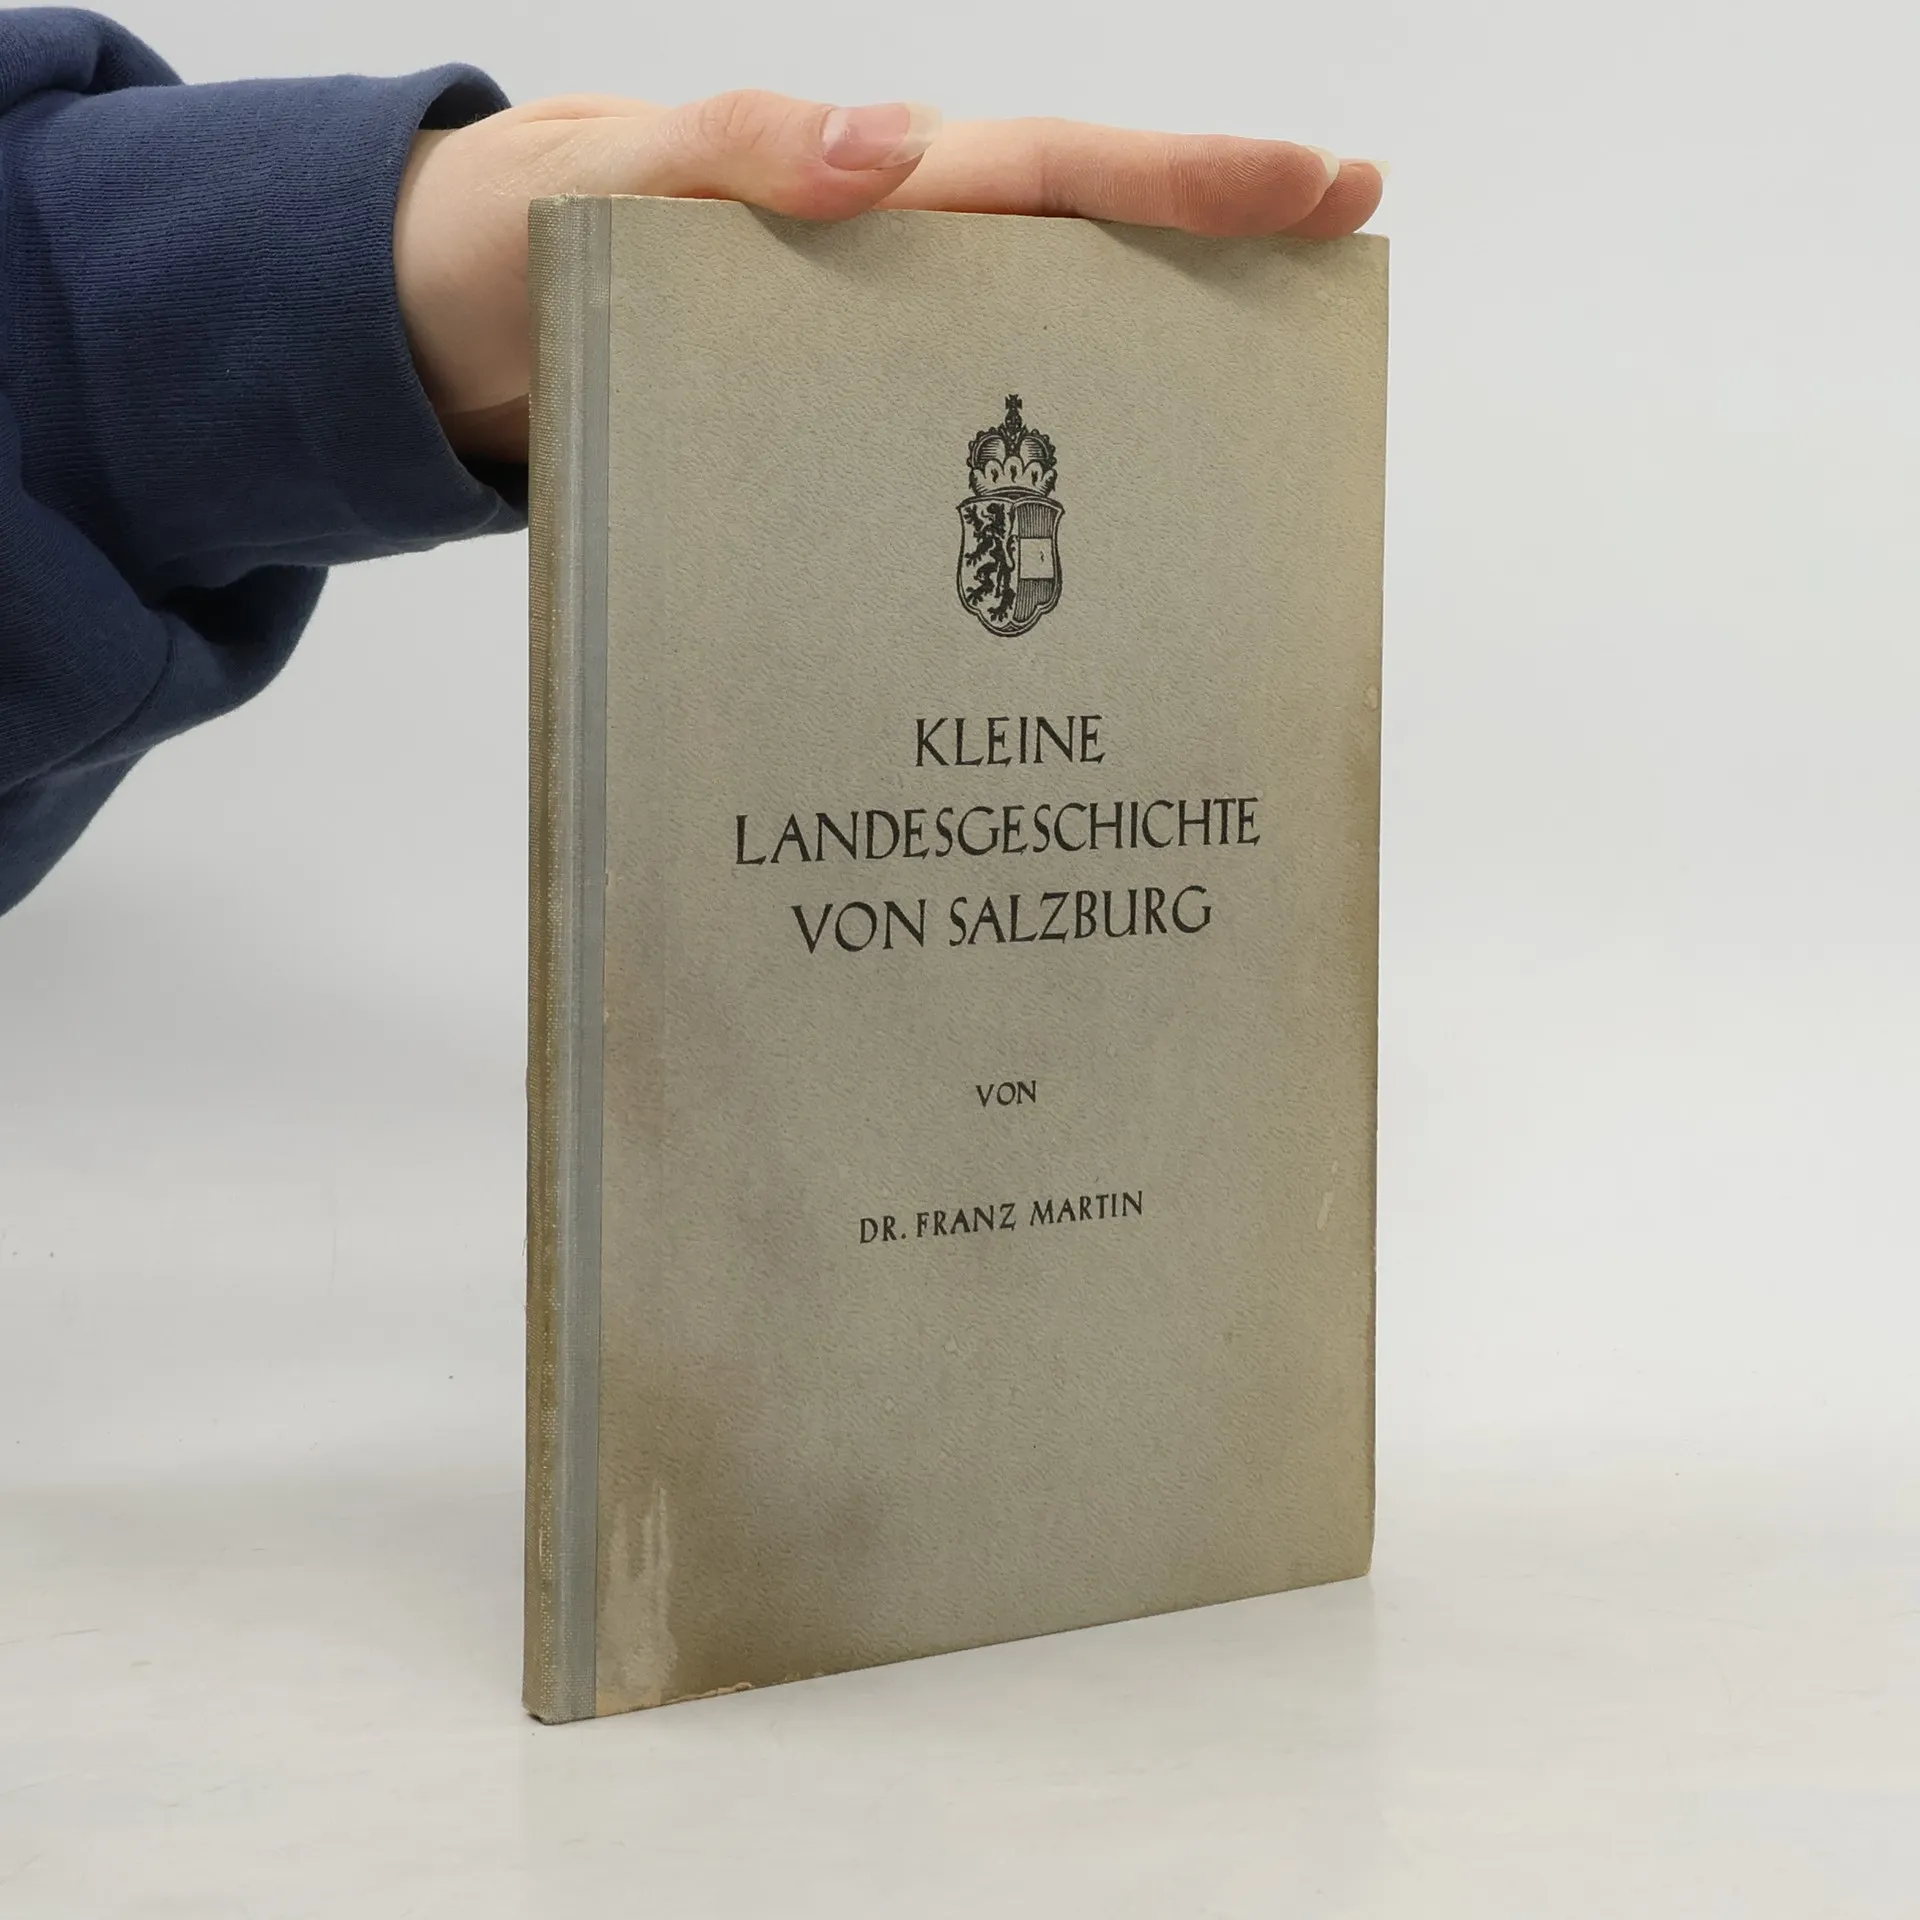 KLEINE
LANDESGESCHICHTE
VON SALZBURG
VON
DR. FRANZ MARTIN